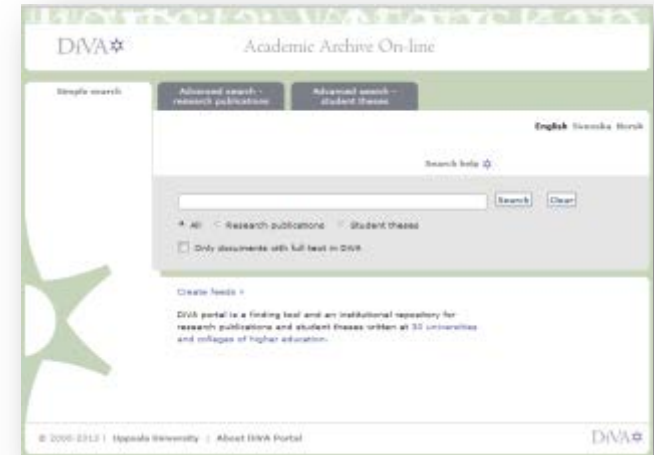 DiVA
Academic Archive On-line
Simple search
Advanced search -
research publications
Advanced search -
student theses
English Svenska Norsk
Search help
Search Clear
All Research publications Student theses
Only documents with full text in DiVA
Create feeds »
DiVA portal is a finding tool and an institutional repository for
research publications and student theses written at universities
and colleges of higher education.
© 2000-2013 | Uppsala University | About DiVA Portal
DiVA